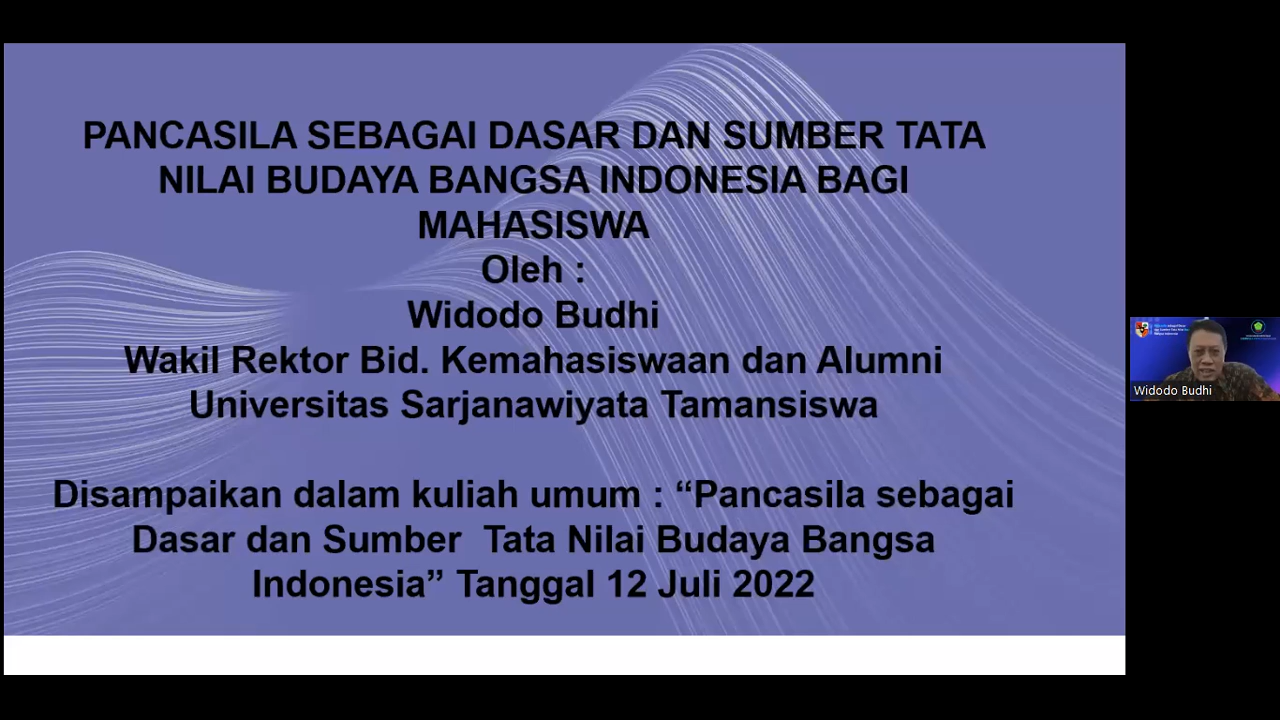 PANCASILA SEBAGAI DASAR DAN SUMBER TATA
NILAI BUDAYA BANGSA INDONESIA BAGI
MAHASISWA
Oleh :
Widodo Budhi
Wakil Rektor Bid. Kemahasiswaan dan Alumni
Universitas Sarjanawiyata Tamansiswa
Disampaikan dalam kuliah umum : “Pancasila sebagai
Dasar dan Sumber  Tata Nilai Budaya Bangsa
Indonesia” Tanggal 12 Juli 2022
Widodo Budhi